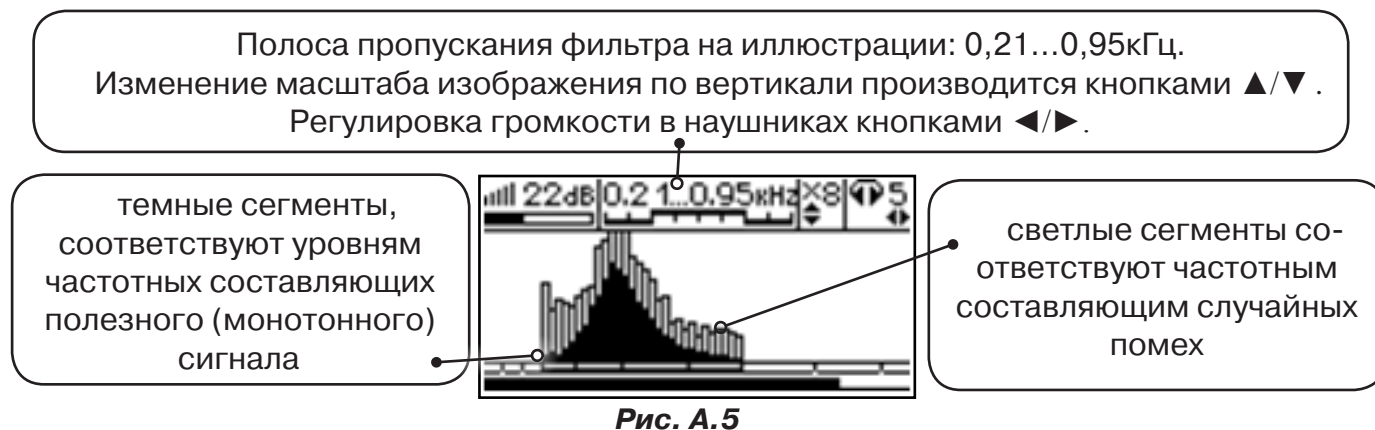 Полоса пропускания фильтра на иллюстрации: 0,21...0,95кГц.
Изменение масштаба изображения по вертикали производится кнопками ▲/▼ .
Регулировка громкости в наушниках кнопками ◄/►.
темные сегменты,
соответствуют уровням
частотных составляющих
полезного (монотонного)
сигнала
22dB 0.2 1...0.95кHz ×8 5
светлые сегменты со-
ответствуют частотным
составляющим случайных
помех
Рис. А.5